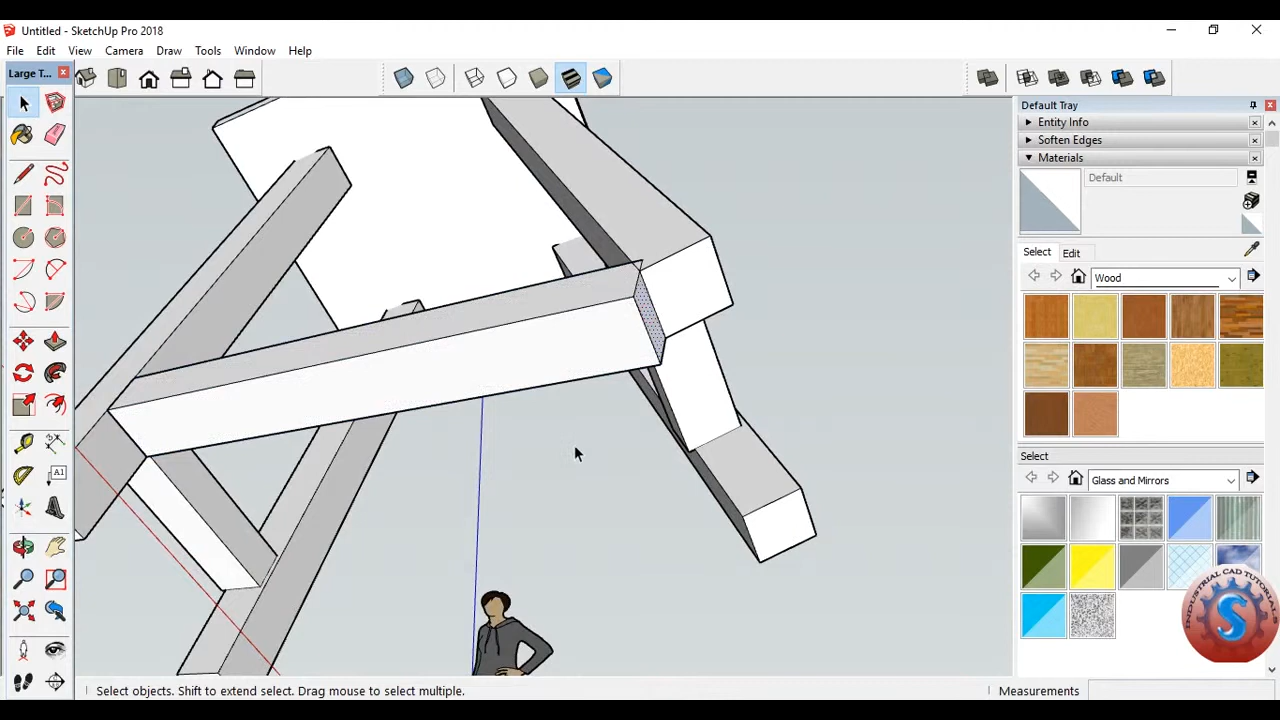 Untitled - SketchUp Pro 2018
File Edit View Camera Draw Tools Window Help
Large T...
Default Tray
Entity Info
Soften Edges
Materials
Default
Select Edit
Wood
A1
Select
Glass and Mirrors
INDUSTRIAL CAD TUTORIALS
S
Select objects. Shift to extend select. Drag mouse to select multiple.
Measurements